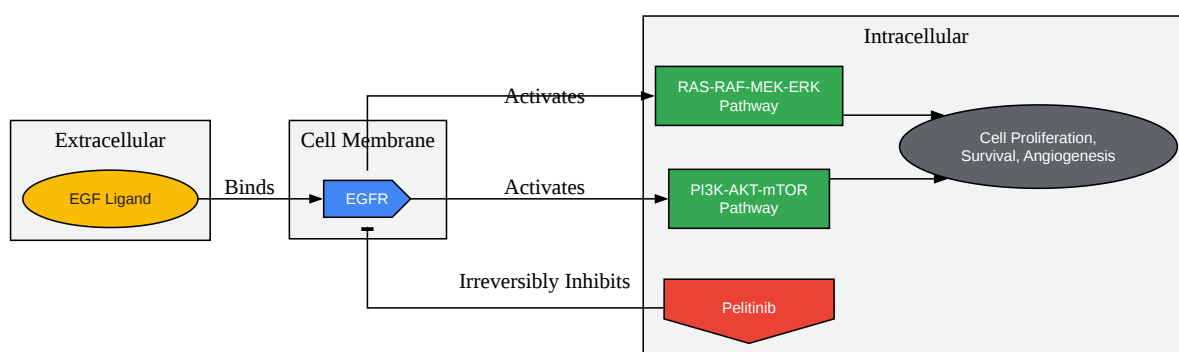 Intracellular
RAS-RAF-MEK-ERK
Pathway
Activates
Extracellular
Cell Membrane
Cell Proliferation,
Survival, Angiogenesis
EGF Ligand
Binds
EGFR
Activates
PI3K-AKT-mTOR
Pathway
Irreversibly Inhibits
Pelitinib